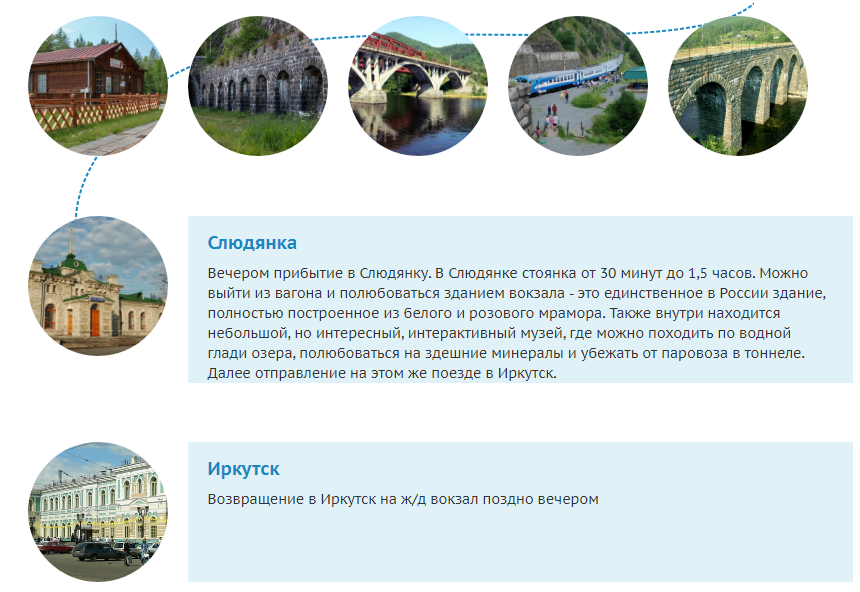 Слюдянка
Вечером прибытие в Слюдянку. В Слюдянке стоянка от 30 минут до 1,5 часов. Можно
выйти из вагона и полюбоваться зданием вокзала - это единственное в России здание,
полностью построенное из белого и розового мрамора. Также внутри находится
небольшой, но интересный, интерактивный музей, где можно походить по водной
глади озера, полюбоваться на здешние минералы и убежать от паровоза в тоннеле.
Далее отправление на этом же поезде в Иркутск.
Иркутск
Возвращение в Иркутск на ж/д вокзал поздно вечером